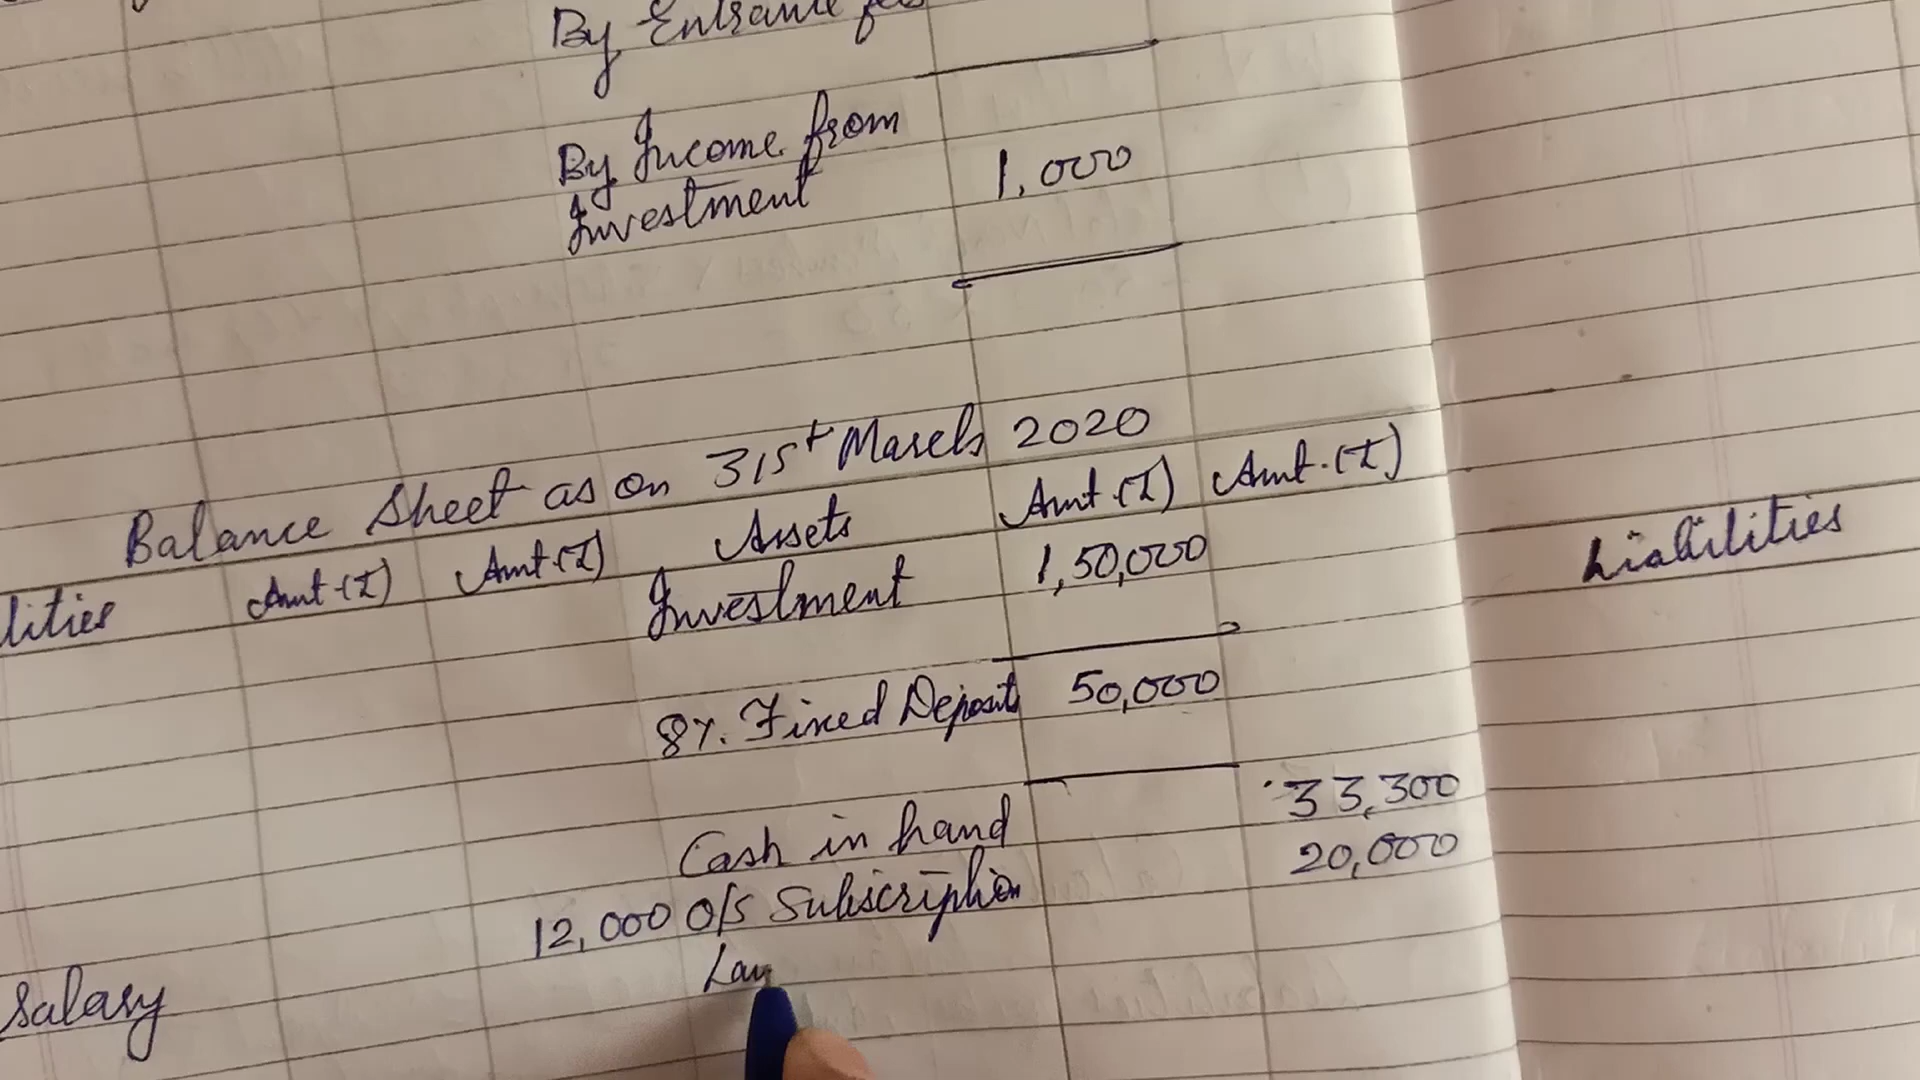 By Entrance
By Income from
Investment 1,000
Balance Sheet as on 31st March 2020
lities Amt.(₹) Amt.(₹) Assets Amt.(₹) Amt.(₹)
Investment 1,50,000
8%. Fixed Deposit 50,000
Cash in hand 33,300
12,000 O/S Subscription 20,000
Salary Lan
Liabilities